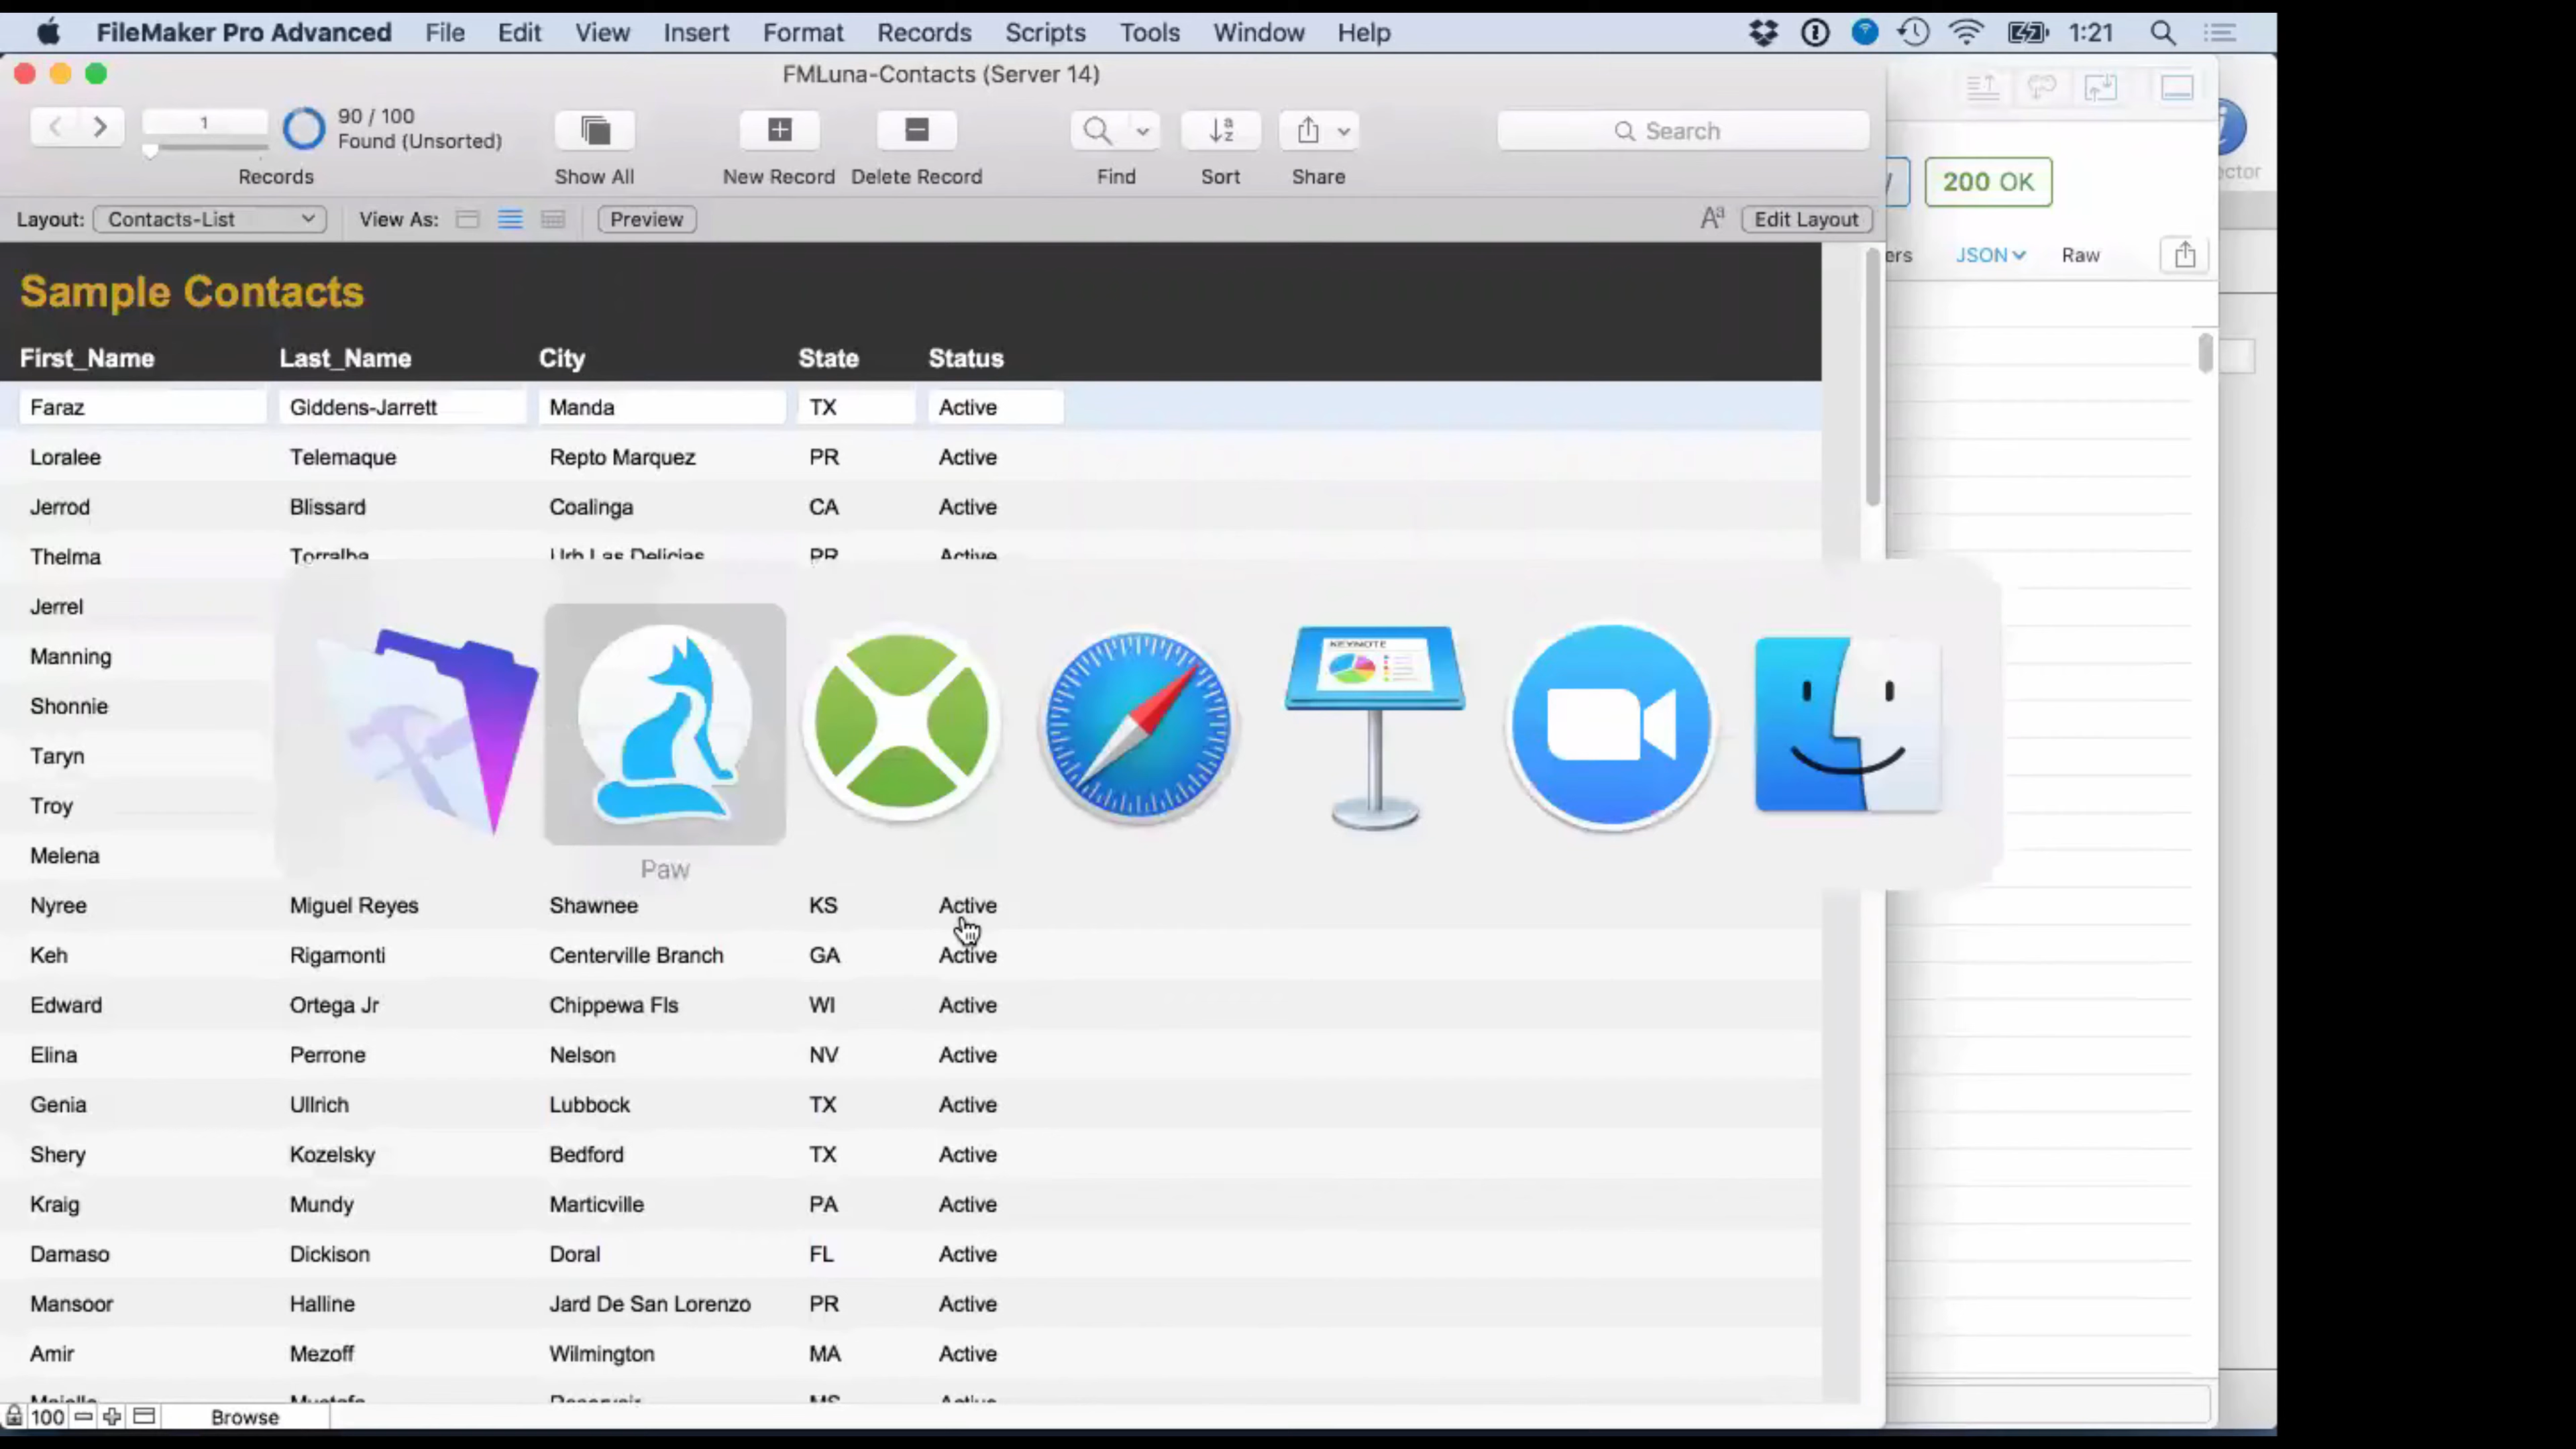 FileMaker Pro Advanced File Edit View Insert Format Records Scripts Tools Window Help 1:21
FMLuna-Contacts (Server 14)
1
90 / 100
Found (Unsorted)
Search
Records Show All New Record Delete Record Find Sort Share
200 OK
Layout: Contacts-List View As: Preview Edit Layout
JSON Raw
Sample Contacts
First_Name Last_Name City State Status
Faraz Giddens-Jarrett Manda TX Active
Loralee Telemaque Repto Marquez PR Active
Jerrod Blissard Coalinga CA Active
Thelma Torralba Urb Las Delicias PR Active
Jerrel
Manning
Shonnie
Taryn
Troy
Melena
KEYNOTE
Paw
Nyree Miguel Reyes Shawnee KS Active
Keh Rigamonti Centerville Branch GA Active
Edward Ortega Jr Chippewa Fls WI Active
Elina Perrone Nelson NV Active
Genia Ullrich Lubbock TX Active
Shery Kozelsky Bedford TX Active
Kraig Mundy Marticville PA Active
Damaso Dickison Doral FL Active
Mansoor Halline Jard De San Lorenzo PR Active
Amir Mezoff Wilmington MA Active
100 Browse